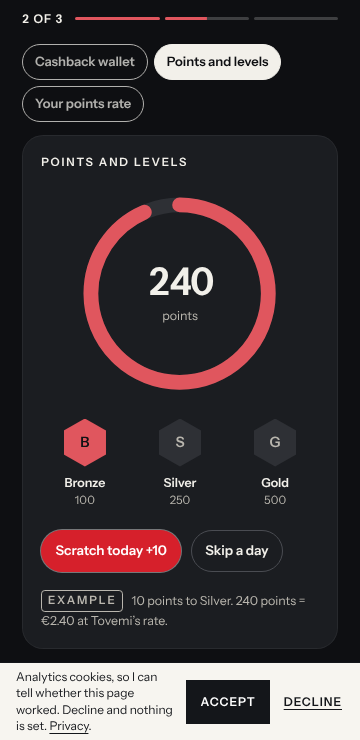 2 OF 3
Cashback wallet
Points and levels
Your points rate
POINTS AND LEVELS
240
points
B
S
G
Bronze
Silver
Gold
100
250
500
Scratch today +10
Skip a day
EXAMPLE 10 points to Silver. 240 points =
€2.40 at Tovemi's rate.
Analytics cookies, so I can
tell whether this page
worked. Decline and nothing
is set. Privacy.
ACCEPT
DECLINE